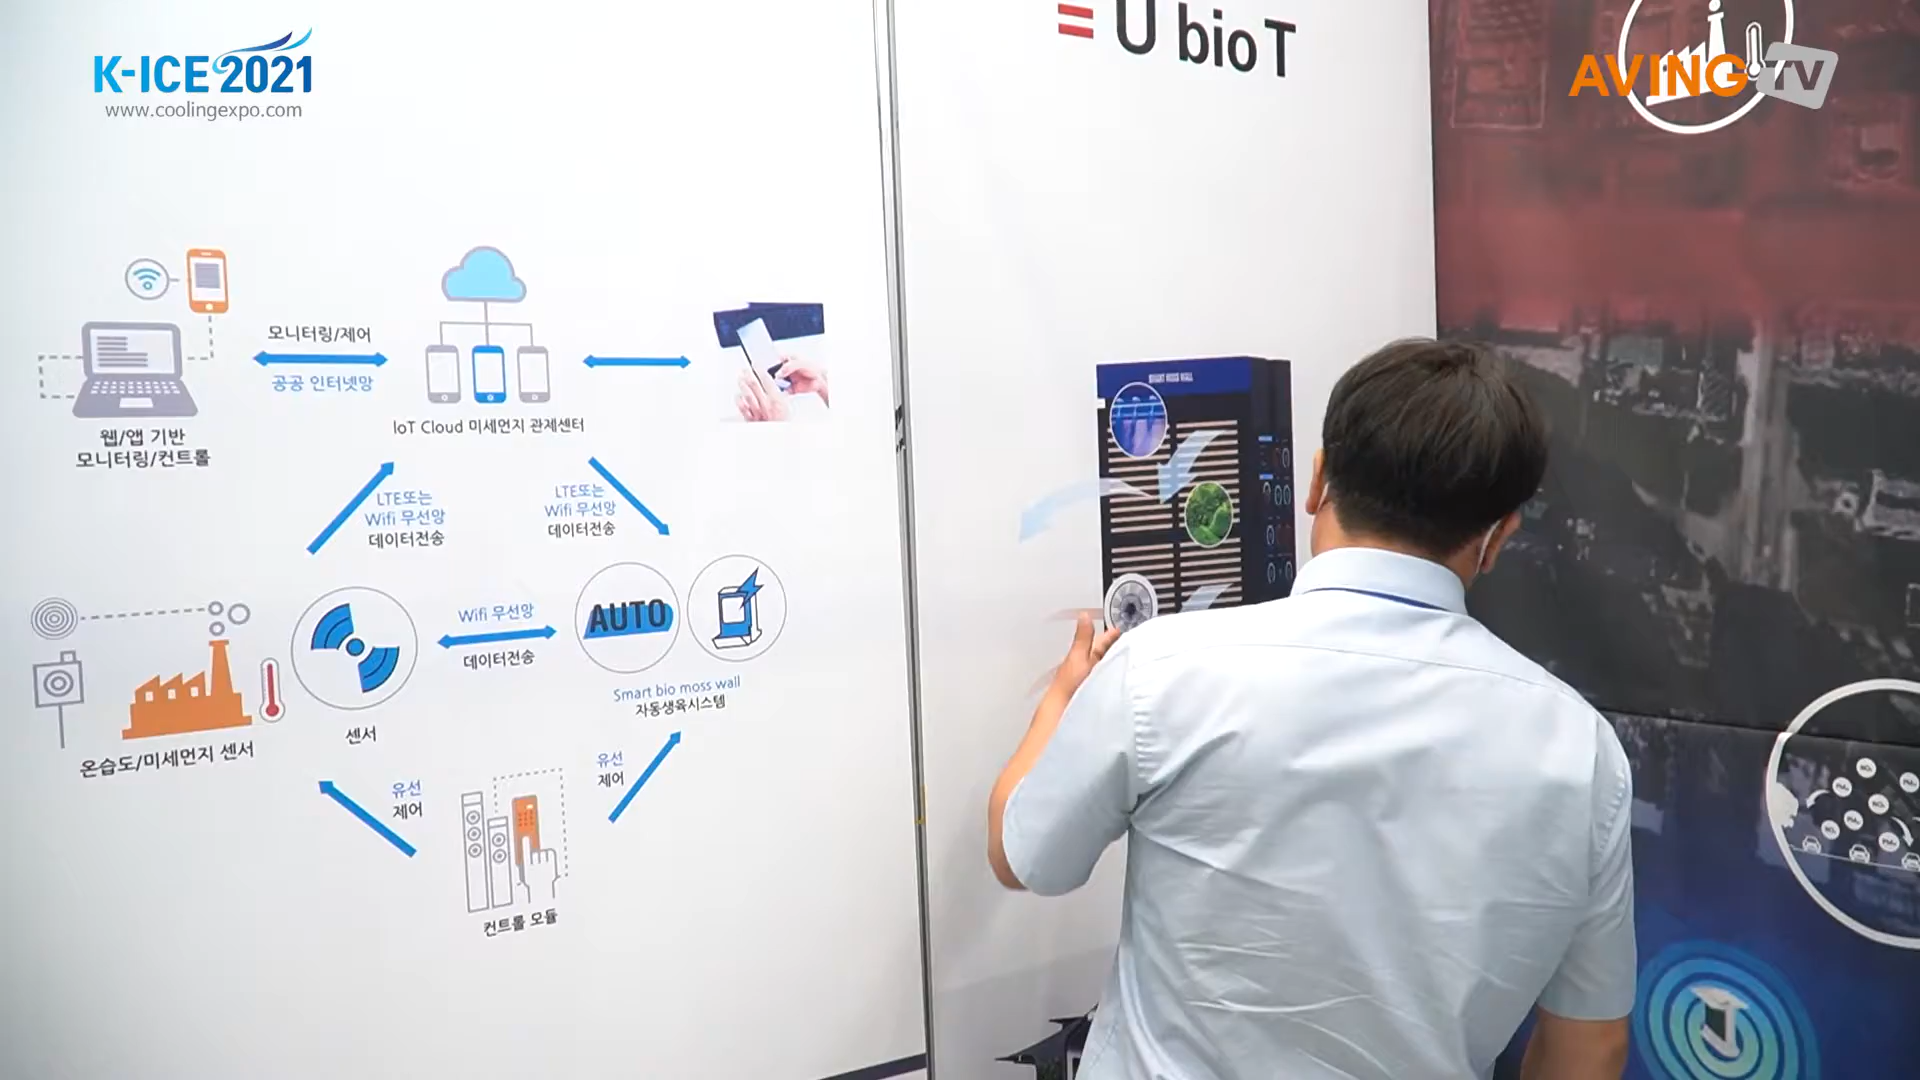 K-ICE 2021
www.coolingexpo.com
= U bio T
AVING TV
모니터링/제어
공공 인터넷망
웹/앱 기반
모니터링/컨트롤
IoT Cloud 미세먼지 관제센터
LTE또는
Wifi 무선망
데이터전송
LTE또는
Wifi 무선망
데이터전송
SMART MOSS WALL
Wifi 무선망
데이터전송
AUTO
Smart bio moss wall
자동생육시스템
센서
온습도/미세먼지 센서
유선
제어
유선
제어
컨트롤 모듈